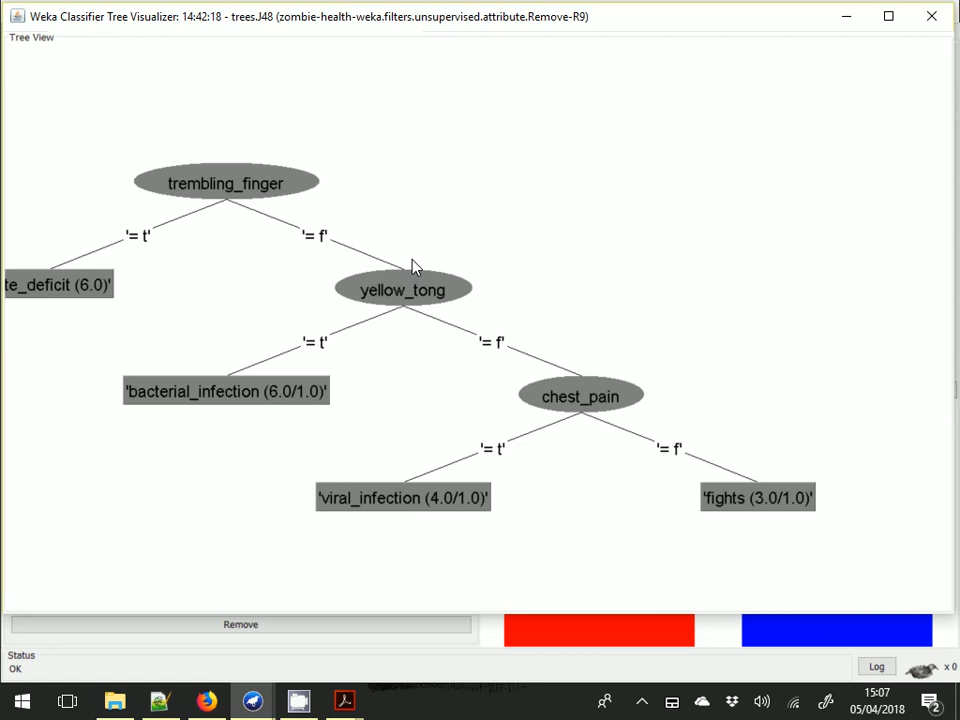 Weka Classifier Tree Visualizer: 14:42:18 - trees.J48 (zombie-health-weka.filters.unsupervised.attribute.Remove-R9)
Tree View
trembling_finger
'= t'
'= f'
te_deficit (6.0)'
yellow_tong
'= t'
'= f'
'bacterial_infection (6.0/1.0)'
chest_pain
'= t'
'= f'
'viral_infection (4.0/1.0)'
'fights (3.0/1.0)'
Remove
Status
OK
Log
x 0
15:07
05/04/2018
2